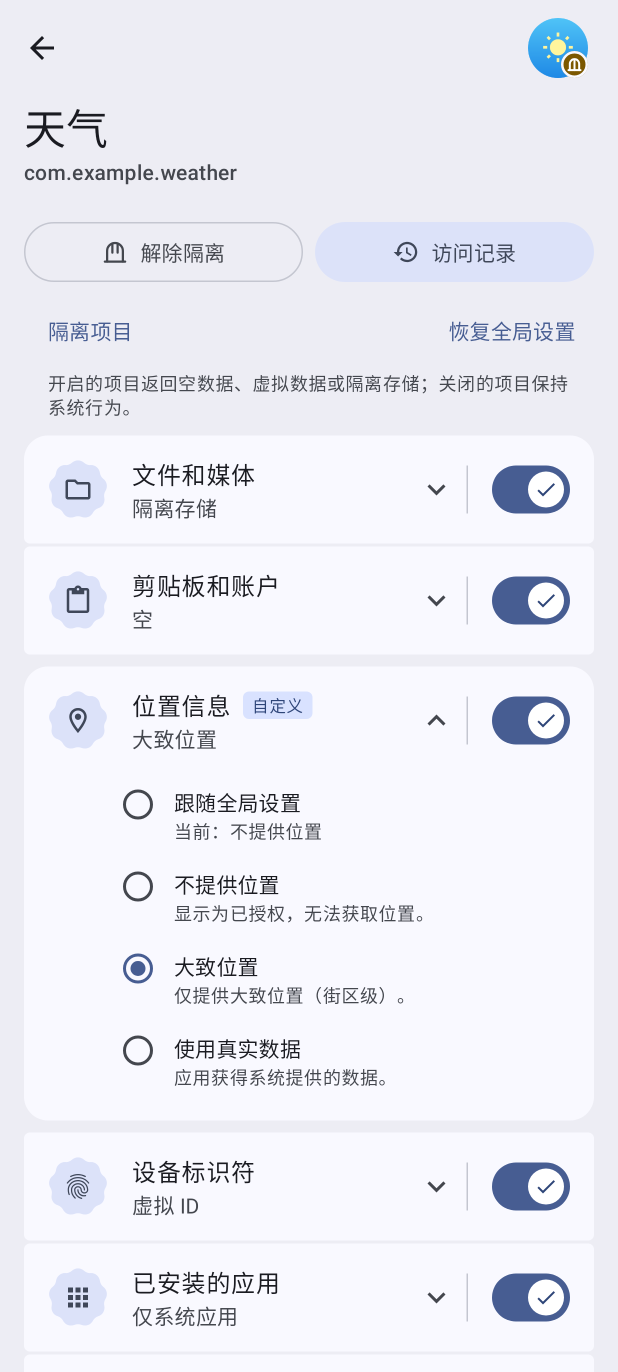 天气
com.example.weather
解除隔离
访问记录
隔离项目
恢复全局设置
开启的项目返回空数据、虚拟数据或隔离存储；关闭的项目保持
系统行为。
文件和媒体
隔离存储
剪贴板和账户
空
位置信息 自定义
大致位置
跟随全局设置
当前：不提供位置
不提供位置
显示为已授权，无法获取位置。
大致位置
仅提供大致位置（街区级）。
使用真实数据
应用获得系统提供的数据。
设备标识符
虚拟 ID
已安装的应用
仅系统应用